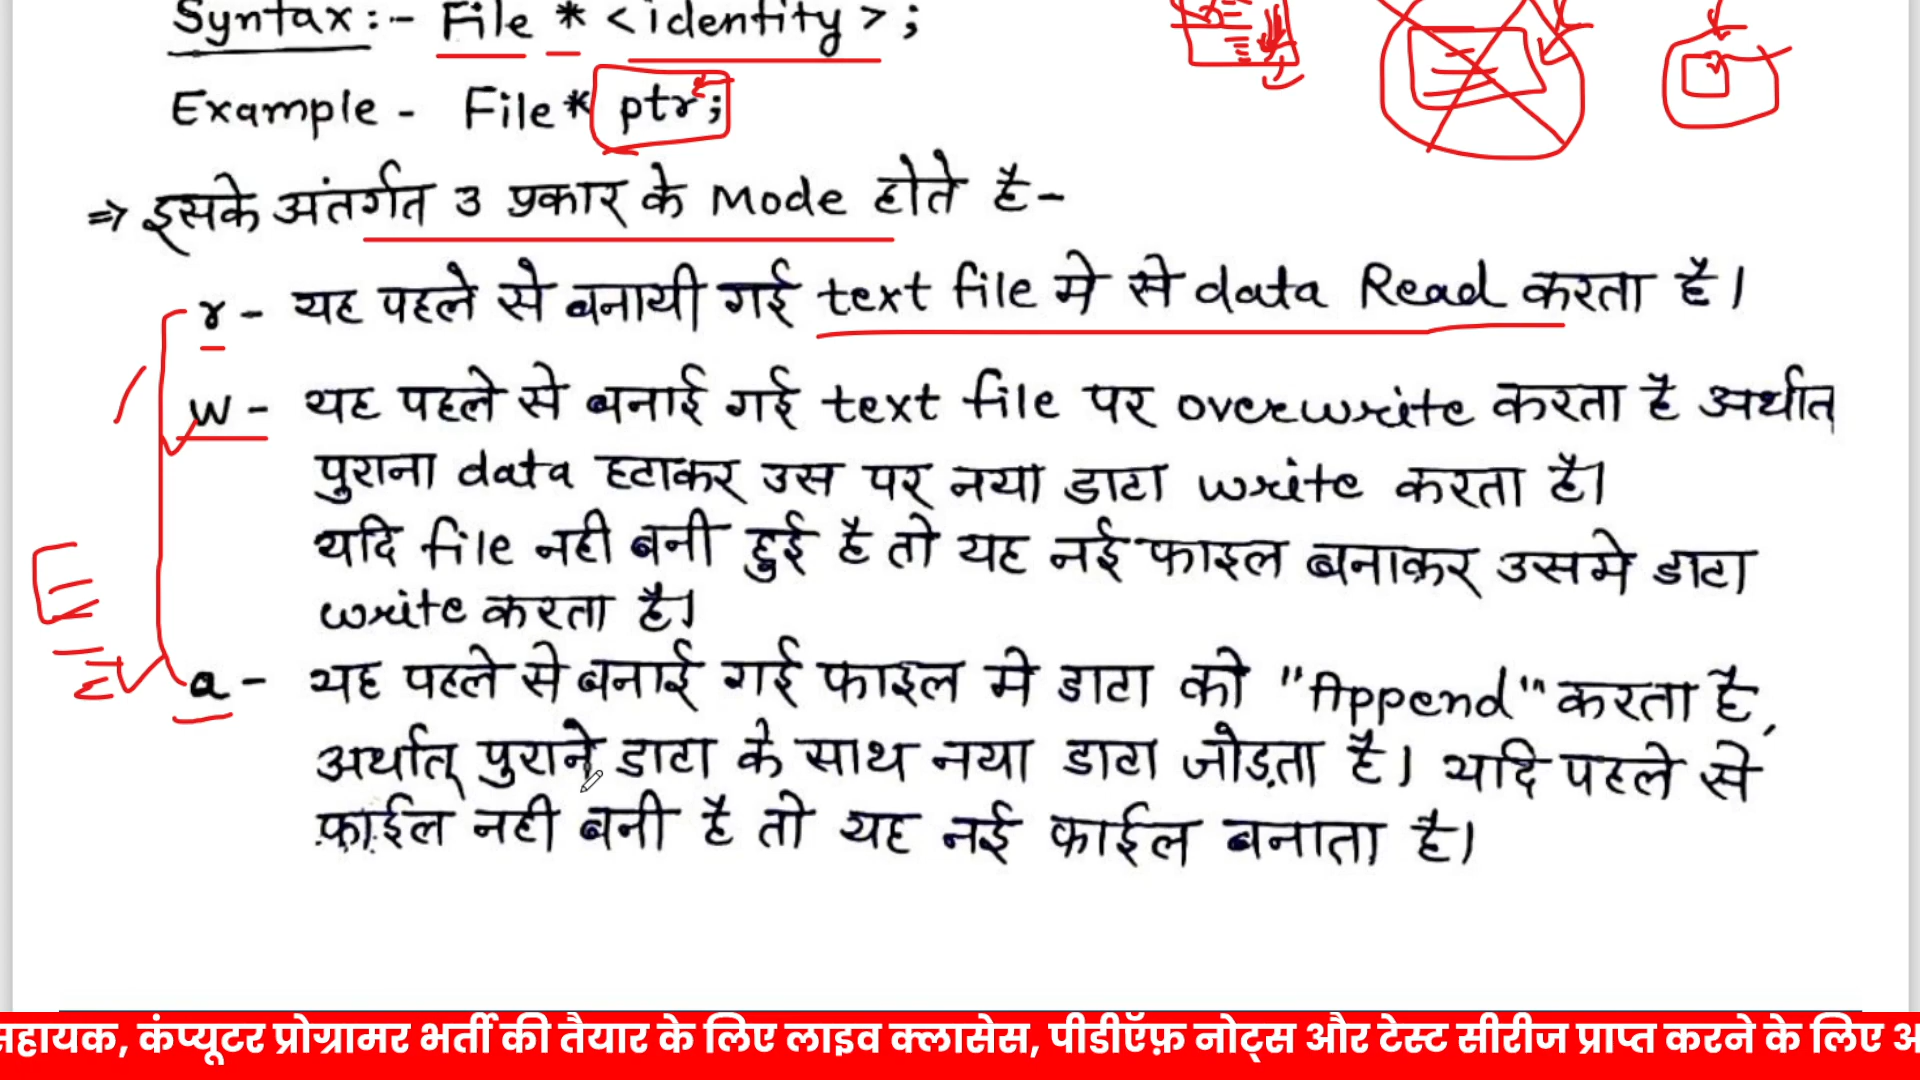 Syntax:- File * <identity>;
Example - File* ptr;
⇒ इसके अंतर्गत 3 प्रकार के Mode होते है-
r - यह पहले से बनायी गई text file मे से data Read करता है।
w - यह पहले से बनाई गई text file पर overwrite करता है अर्थात्
पुराना data हटाकर उस पर नया डाटा write करता है।
यदि file नही बनी हुई है तो यह नई फाइल बनाकर उसमे डाटा
write करता है।
a - यह पहले से बनाई गई फाइल मे डाटा को "Append" करता है,
अर्थात् पुराने डाटा के साथ नया डाटा जोड़ता है। यदि पहले से
फाईल नही बनी है तो यह नई फाईल बनाता है।
सहायक, कंप्यूटर प्रोग्रामर भर्ती की तैयार के लिए लाइव क्लासेस, पीडीऍफ़ नोट्स और टेस्ट सीरीज प्राप्त करने के लिए अ